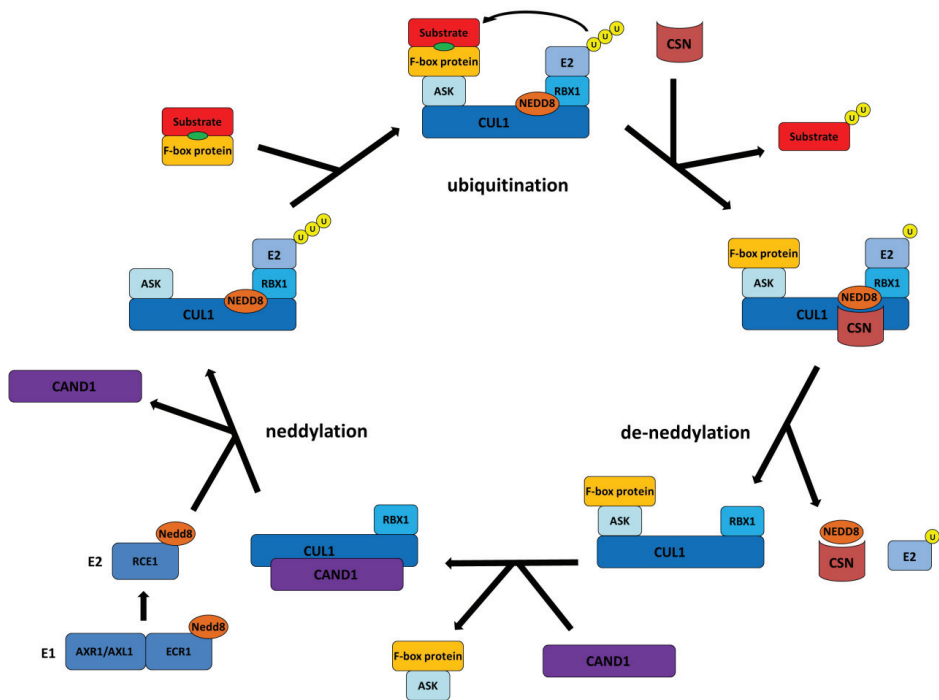 Substrate
F-box protein
ASK
CUL1
NEDD8
RBX1
E2
U
U
U
CSN
Substrate
U
U
Substrate
F-box protein
ubiquitination
ASK
CUL1
NEDD8
RBX1
E2
U
U
U
F-box protein
ASK
CUL1
NEDD8
CSN
RBX1
E2
U
CAND1
neddylation
de-neddylation
F-box protein
ASK
CUL1
RBX1
NEDD8
CSN
E2
U
RBX1
CUL1
CAND1
E2
RCE1
Nedd8
E1
AXR1/AXL1
ECR1
Nedd8
F-box protein
ASK
CAND1